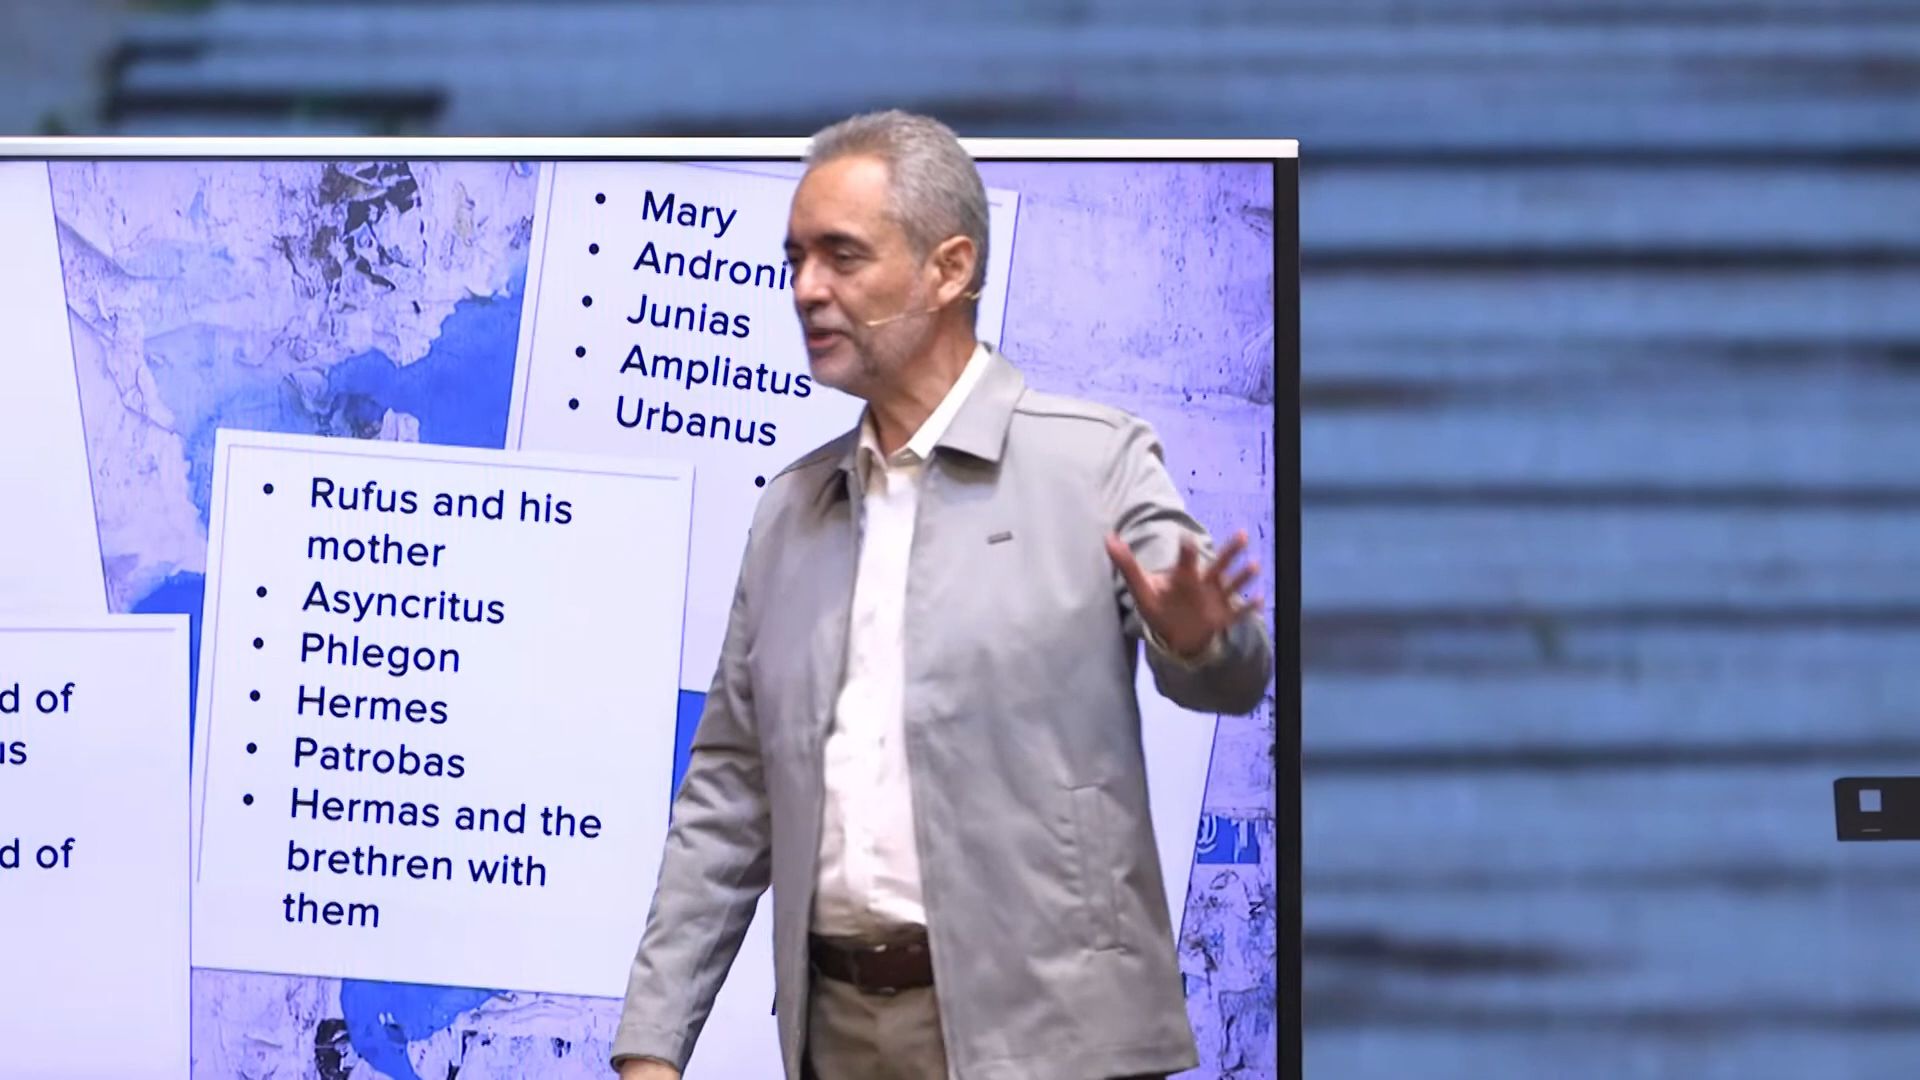 Mary
Junias
Ampliatus
Urbanus
Rufus and his
mother
Asyncritus
Phlegon
Hermes
Patrobas
Hermas and the
brethren with
them
of
of